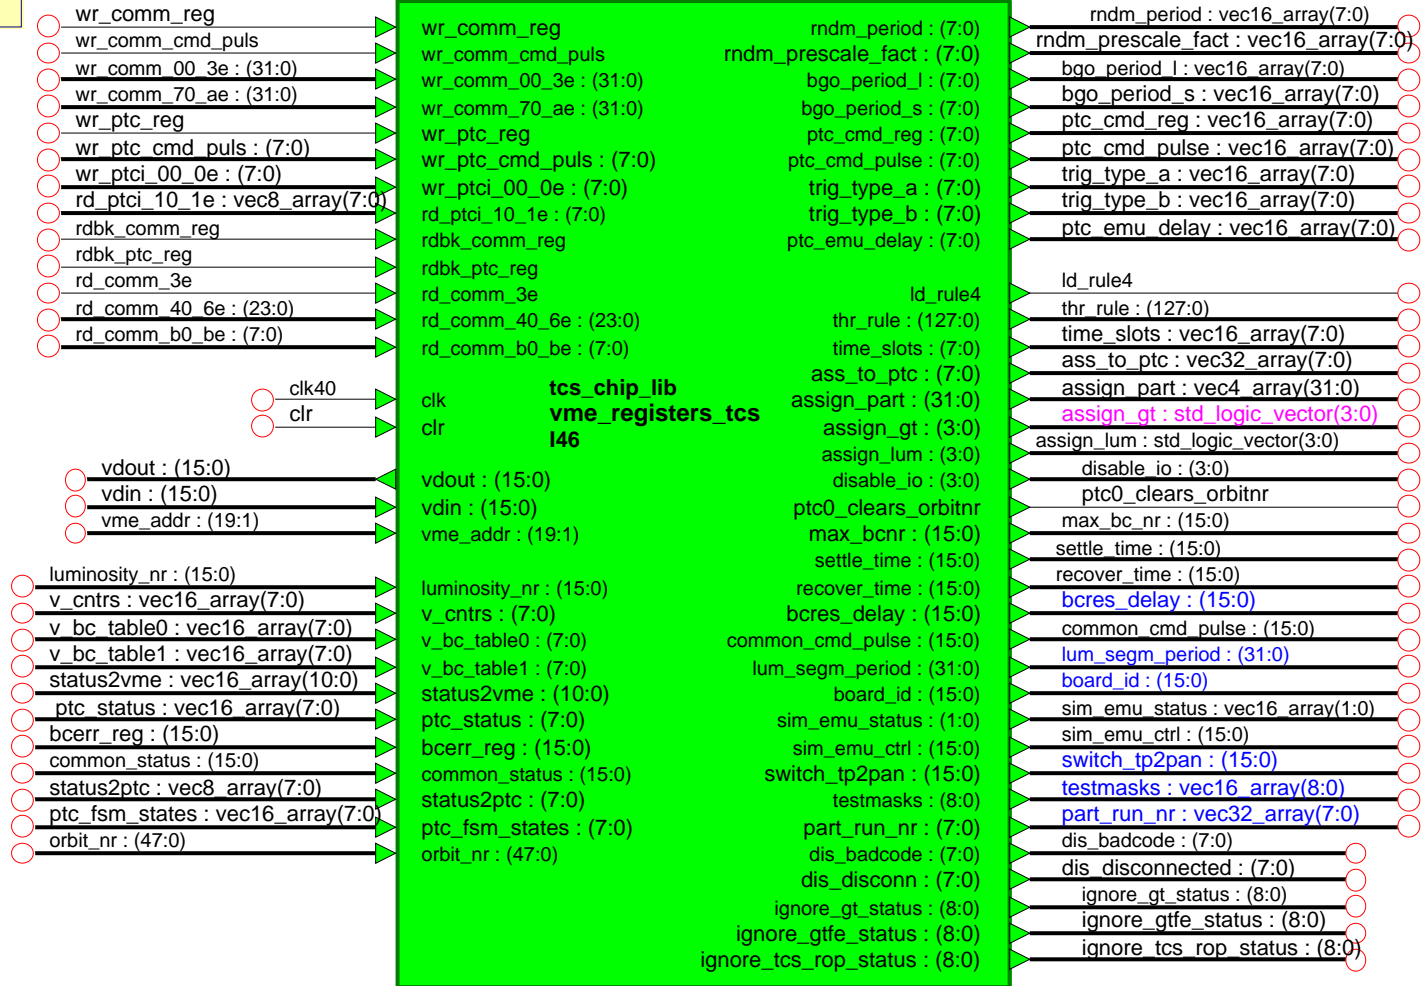 wr_comm_reg
wr_comm_cmd_puls
wr_comm_00_3e : (31:0)
wr_comm_70_ae : (31:0)
wr_ptc_reg
wr_ptc_cmd_puls : (7:0)
wr_ptci_00_0e : (7:0)
rd_ptci_10_1e : vec8_array(7:0)
rdbk_comm_reg
rdbk_ptc_reg
rd_comm_3e
rd_comm_40_6e : (23:0)
rd_comm_b0_be : (7:0)
clk40
clr
vdout : (15:0)
vdin : (15:0)
vme_addr : (19:1)
luminosity_nr : (15:0)
v_cntrs : vec16_array(7:0)
v_bc_table0 : vec16_array(7:0)
v_bc_table1 : vec16_array(7:0)
status2vme : vec16_array(10:0)
ptc_status : vec16_array(7:0)
bcerr_reg : (15:0)
common_status : (15:0)
status2ptc : vec8_array(7:0)
ptc_fsm_states : vec16_array(7:0)
orbit_nr : (47:0)
wr_comm_reg
wr_comm_cmd_puls
wr_comm_00_3e : (31:0)
wr_comm_70_ae : (31:0)
wr_ptc_reg
wr_ptc_cmd_puls : (7:0)
wr_ptci_00_0e : (7:0)
rd_ptci_10_1e : (7:0)
rdbk_comm_reg
rdbk_ptc_reg
rd_comm_3e
rd_comm_40_6e : (23:0)
rd_comm_b0_be : (7:0)
clk
clr
vdout : (15:0)
vdin : (15:0)
vme_addr : (19:1)
luminosity_nr : (15:0)
v_cntrs : (7:0)
v_bc_table0 : (7:0)
v_bc_table1 : (7:0)
status2vme : (10:0)
ptc_status : (7:0)
bcerr_reg : (15:0)
common_status : (15:0)
status2ptc : (7:0)
ptc_fsm_states : (7:0)
orbit_nr : (47:0)
tcs_chip_lib
vme_registers_tcs
I46
rndm_period : (7:0)
rndm_prescale_fact : (7:0)
bgo_period_l : (7:0)
bgo_period_s : (7:0)
ptc_cmd_reg : (7:0)
ptc_cmd_pulse : (7:0)
trig_type_a : (7:0)
trig_type_b : (7:0)
ptc_emu_delay : (7:0)
ld_rule4
thr_rule : (127:0)
time_slots : (7:0)
ass_to_ptc : (7:0)
assign_part : (31:0)
assign_gt : (3:0)
assign_lum : (3:0)
disable_io : (3:0)
ptc0_clears_orbitnr
max_bcnr : (15:0)
settle_time : (15:0)
recover_time : (15:0)
bcres_delay : (15:0)
common_cmd_pulse : (15:0)
lum_segm_period : (31:0)
board_id : (15:0)
sim_emu_status : (1:0)
sim_emu_ctrl : (15:0)
switch_tp2pan : (15:0)
testmasks : (8:0)
part_run_nr : (7:0)
dis_badcode : (7:0)
dis_disconn : (7:0)
ignore_gt_status : (8:0)
ignore_gtfe_status : (8:0)
ignore_tcs_rop_status : (8:0)
rndm_period : vec16_array(7:0)
rndm_prescale_fact : vec16_array(7:0)
bgo_period_l : vec16_array(7:0)
bgo_period_s : vec16_array(7:0)
ptc_cmd_reg : vec16_array(7:0)
ptc_cmd_pulse : vec16_array(7:0)
trig_type_a : vec16_array(7:0)
trig_type_b : vec16_array(7:0)
ptc_emu_delay : vec16_array(7:0)
ld_rule4
thr_rule : (127:0)
time_slots : vec16_array(7:0)
ass_to_ptc : vec32_array(7:0)
assign_part : vec4_array(31:0)
assign_gt : std_logic_vector(3:0)
assign_lum : std_logic_vector(3:0)
disable_io : (3:0)
ptc0_clears_orbitnr
max_bc_nr : (15:0)
settle_time : (15:0)
recover_time : (15:0)
bcres_delay : (15:0)
common_cmd_pulse : (15:0)
lum_segm_period : (31:0)
board_id : (15:0)
sim_emu_status : vec16_array(1:0)
sim_emu_ctrl : (15:0)
switch_tp2pan : (15:0)
testmasks : vec16_array(8:0)
part_run_nr : vec32_array(7:0)
dis_badcode : (7:0)
dis_disconnected : (7:0)
ignore_gt_status : (8:0)
ignore_gtfe_status : (8:0)
ignore_tcs_rop_status : (8:0)